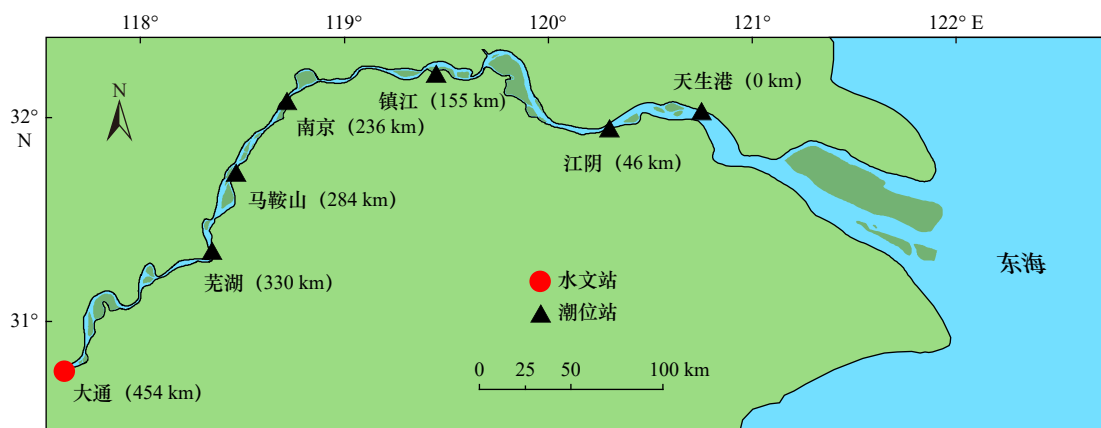 118°
119°
120°
121°
122° E
N
32°
N
天生港（0 km）
镇江（155 km）
南京（236 km）
江阴（46 km）
马鞍山（284 km）
东海
芜湖（330 km）
水文站
潮位站
31°
0 25 50 100 km
大通（454 km）